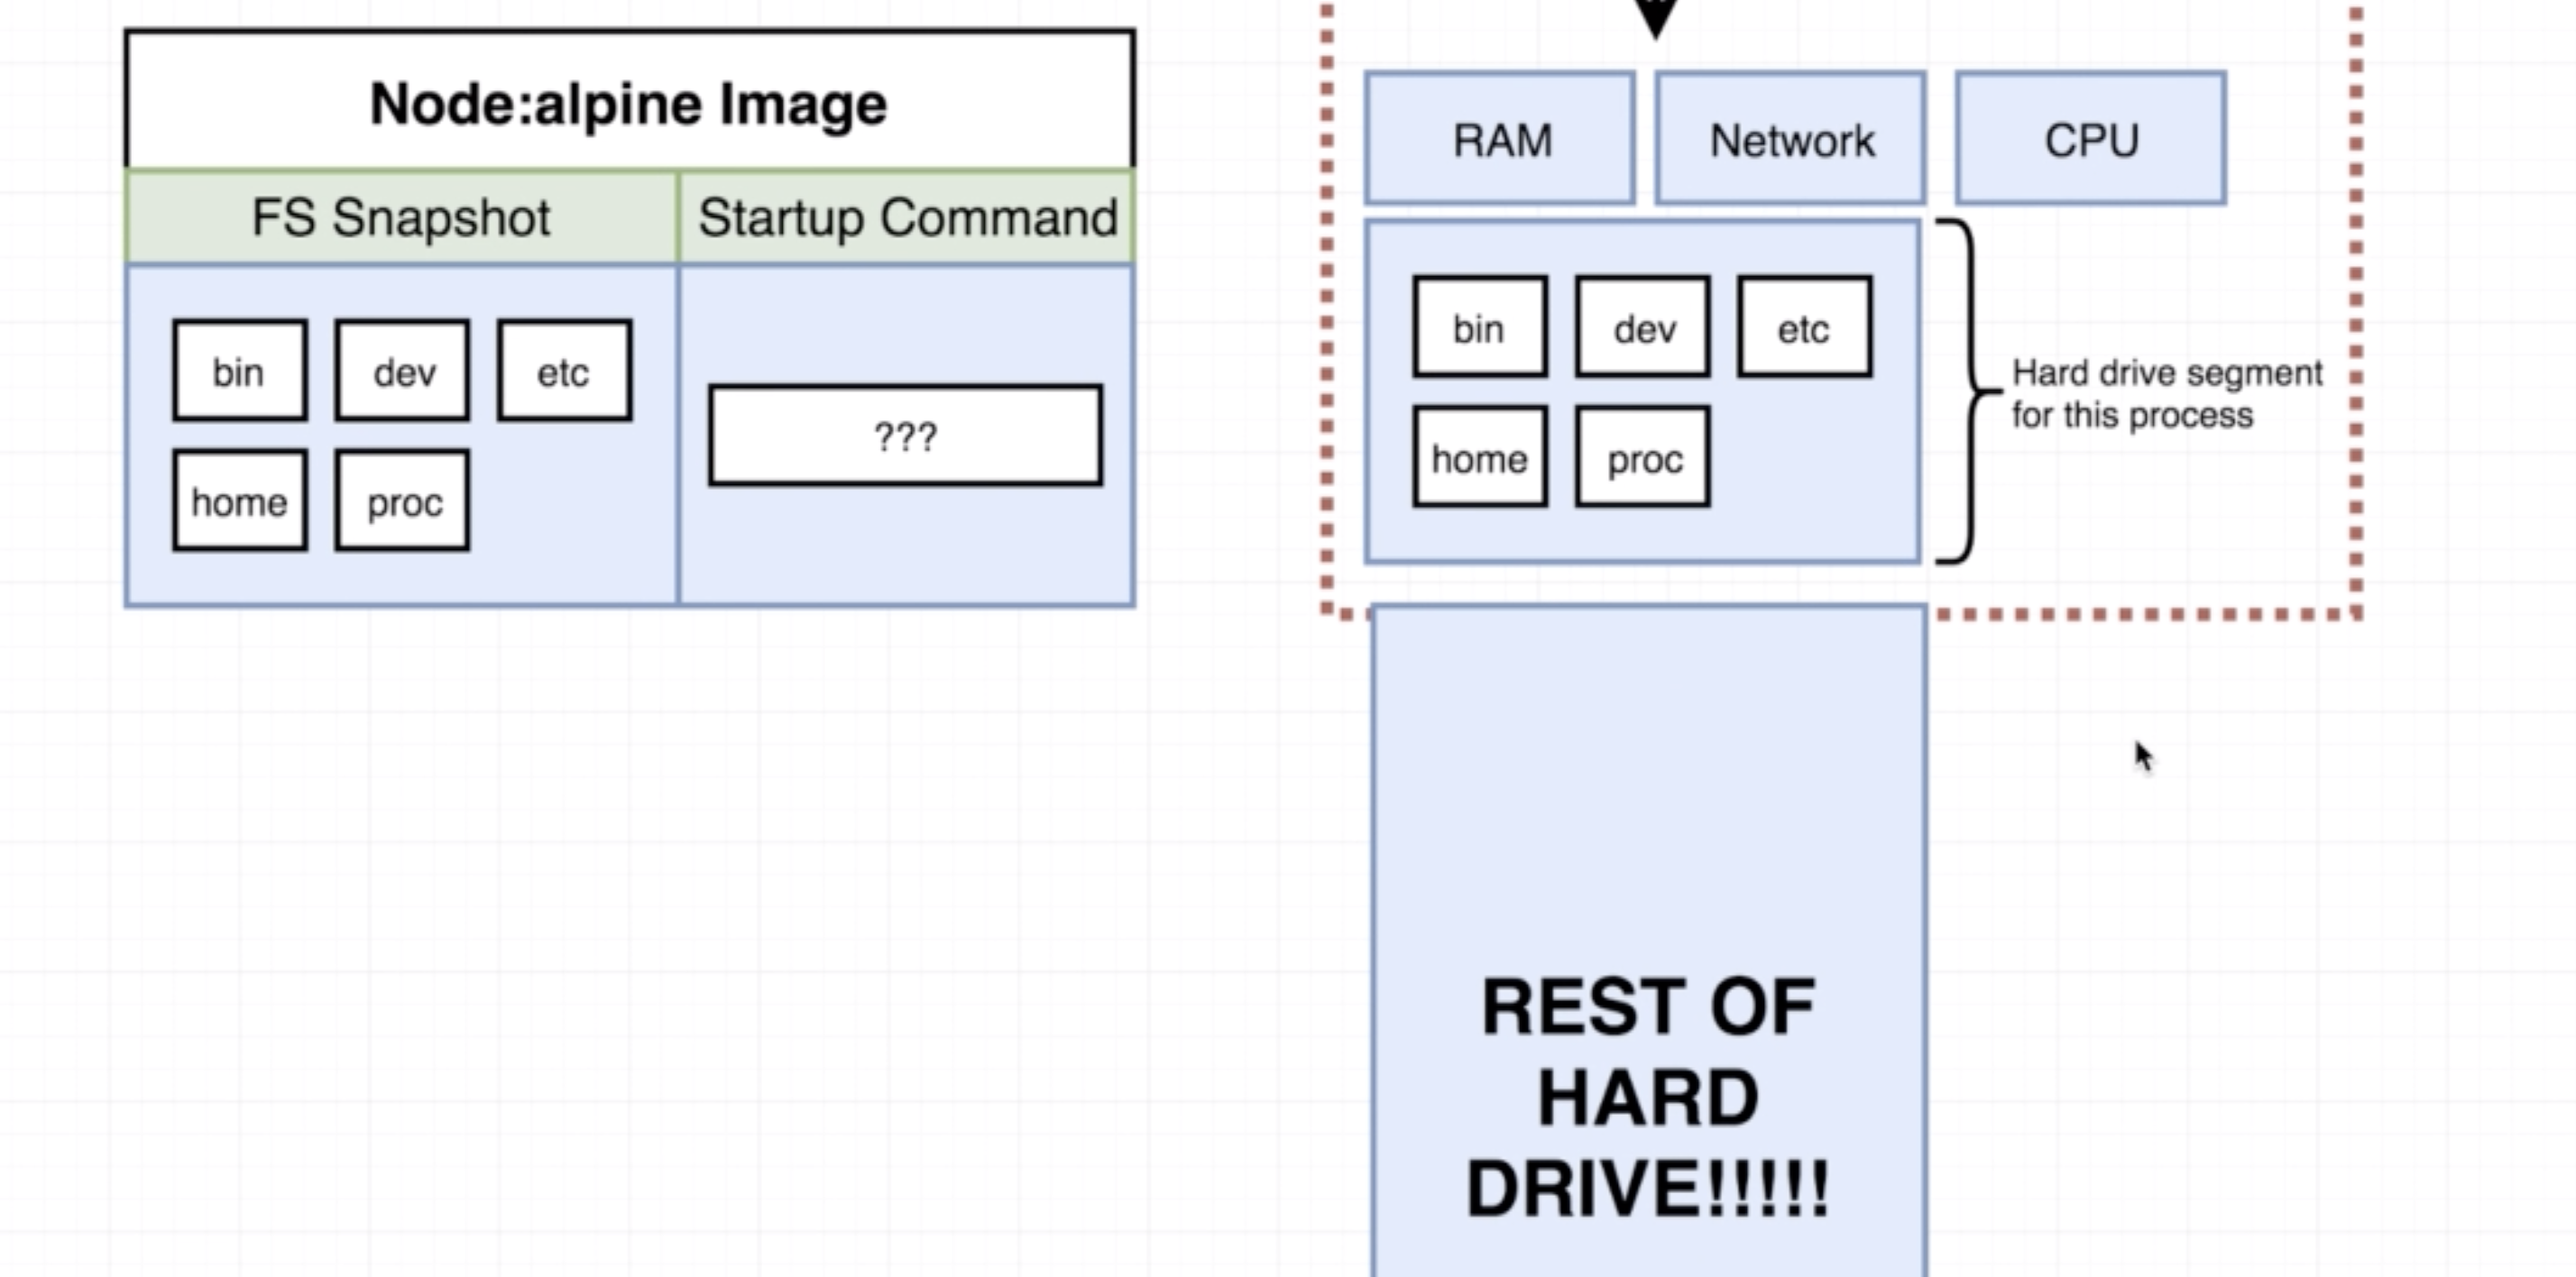 Node:alpine Image
FS Snapshot
Startup Command
bin
dev
etc
home
proc
???
RAM
Network
CPU
bin
dev
etc
home
proc
Hard drive segment
for this process
REST OF
HARD
DRIVE!!!!!